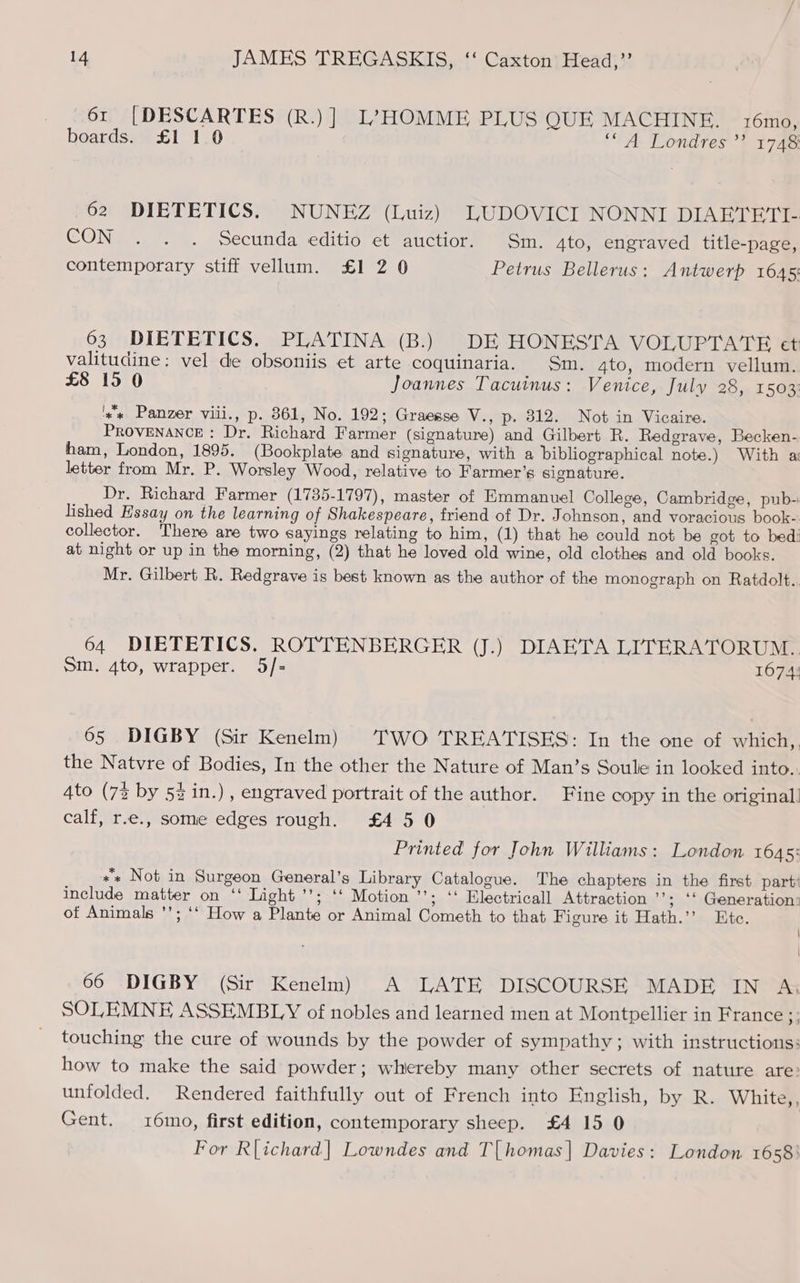 14 JAMES TREGASKIS, “ Caxton Head,”
61 [DESCARTES (R.)] L’HOMME PLUS QUE MACHINE. 16mo,
boards. £1 1 0 “ A Londres ” 1748
62 DIETETICS. NUNEZ (Luiz) LUDOVICI NONNI DIAETETI-
CON . . . Secunda editio et auctior. Sm. 4to, engraved title-page,
contemporary stiff vellum. £1 2 0 Petrus Bellerus: Antwerp 1645
63 DIETETICS. PLATINA (B.) DE HONESTA VOLUPTATE et
valitudine: vel de obsoniis et arte coquinaria. Sm. 4to, modern vellum.
£8 15 0 Joannes Tacuinus: Venice, July 28, 1503
*** Panzer viii., p. 361, No. 192; Graesse V., p. 312. Not in Vicaire.
PROVENANCE : Dr. Richard Farmer (signature) and Gilbert R. Redgrave, Becken-
ham, London, 1895. (Bookplate and signature, with a bibliographical note.) With a
letter from Mr. P. Worsley Wood, relative to Farmer’s signature.
Dr. Richard Farmer (1735-1797), master of Emmanuel College, Cambridge, pub-
lished Essay on the learning of Shakespeare, friend of Dr. Johnson, and voracious book-
collector. There are two sayings relating to him, (1) that he could not be got to bed
at night or up in the morning, (2) that he loved old wine, old clothes and old books.
Mr. Gilbert R. Redgrave is best known as the author of the monograph on Ratdolt.
64 DIETETICS. ROTTENBERGER (J.) DIAETA LITERATORUM.
Sm. 4to, wrapper. 5/- 1674
65 DIGBY (Sir Kenelm) TWO TREATISES: In the one of which,
the Natvre of Bodies, In the other the Nature of Man’s Soule in looked into.
4to (7¾ by 5¾ in.), engraved portrait of the author. Fine copy in the original
calf, r.e., some edges rough. £4 5 0
Printed for John Williams: London 1645
*** Not in Surgeon General’s Library Catalogue. The chapters in the first part
include matter on “ Light ”; “ Motion ”; “ Electricall Attraction ”; “ Generation
of Animals ”; “ How a Plante or Animal Cometh to that Figure it Hath.” Etc.
66 DIGBY (Sir Kenelm) A LATE DISCOURSE MADE IN A
SOLEMNE ASSEMBLY of nobles and learned men at Montpellier in France ;
touching the cure of wounds by the powder of sympathy; with instructions
how to make the said powder; whereby many other secrets of nature are
unfolded. Rendered faithfully out of French into English, by R. White,
Gent. 16mo, first edition, contemporary sheep. £4 15 0
For R[ichard] Lowndes and T[homas] Davies: London 1658